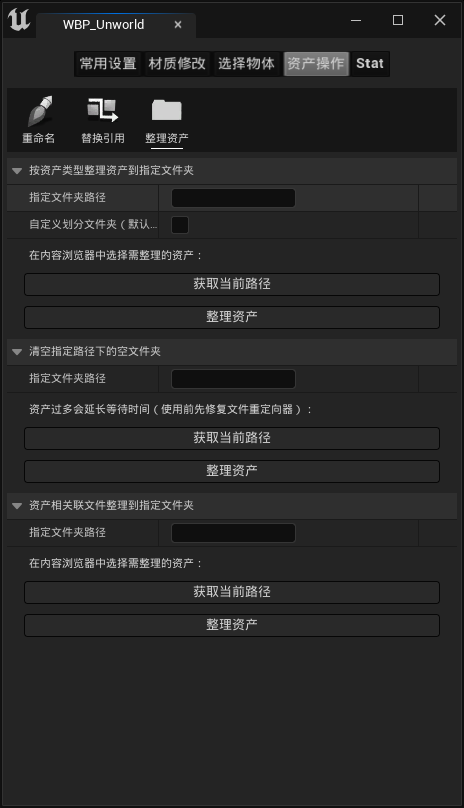 WBP_Unworld
常用设置 材质修改 选择物体 资产操作 Stat
重命名 替换引用 整理资产
按资产类型整理资产到指定文件夹
指定文件夹路径
自定义划分文件夹（默认...
在内容浏览器中选择需整理的资产：
获取当前路径
整理资产
清空指定路径下的空文件夹
指定文件夹路径
资产过多会延长等待时间（使用前先修复文件重定向器）：
获取当前路径
整理资产
资产相关联文件整理到指定文件夹
指定文件夹路径
在内容浏览器中选择需整理的资产：
获取当前路径
整理资产